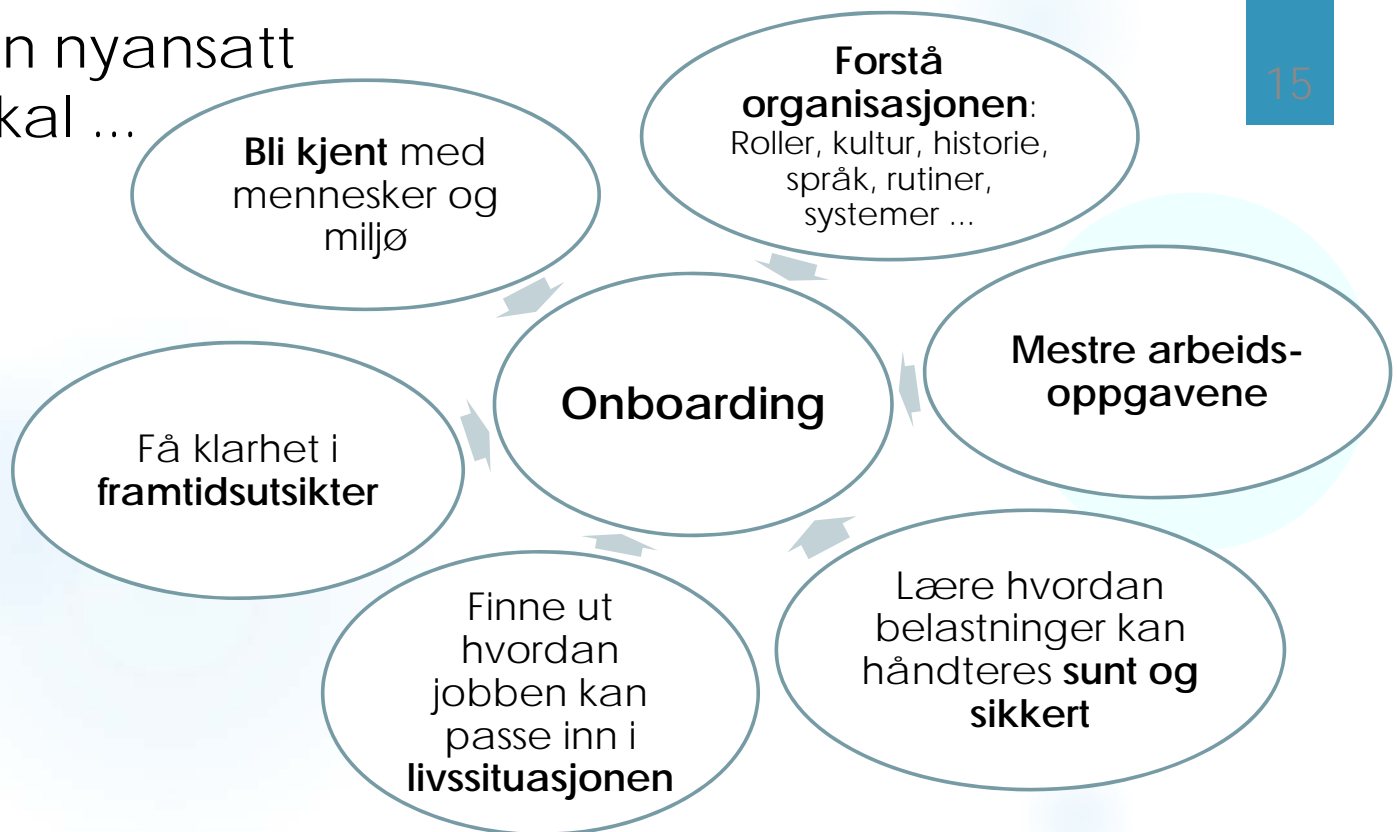 n nyansatt
kal ...
15
Bli kjent med
mennesker og
miljø
Forstå
organisasjonen:
Roller, kultur, historie,
språk, rutiner,
systemer ...
Mestre arbeids-
oppgavene
Onboarding
Få klarhet i
framtidsutsikter
Finne ut
hvordan
jobben kan
passe inn i
livssituasjonen
Lære hvordan
belastninger kan
håndteres sunt og
sikkert